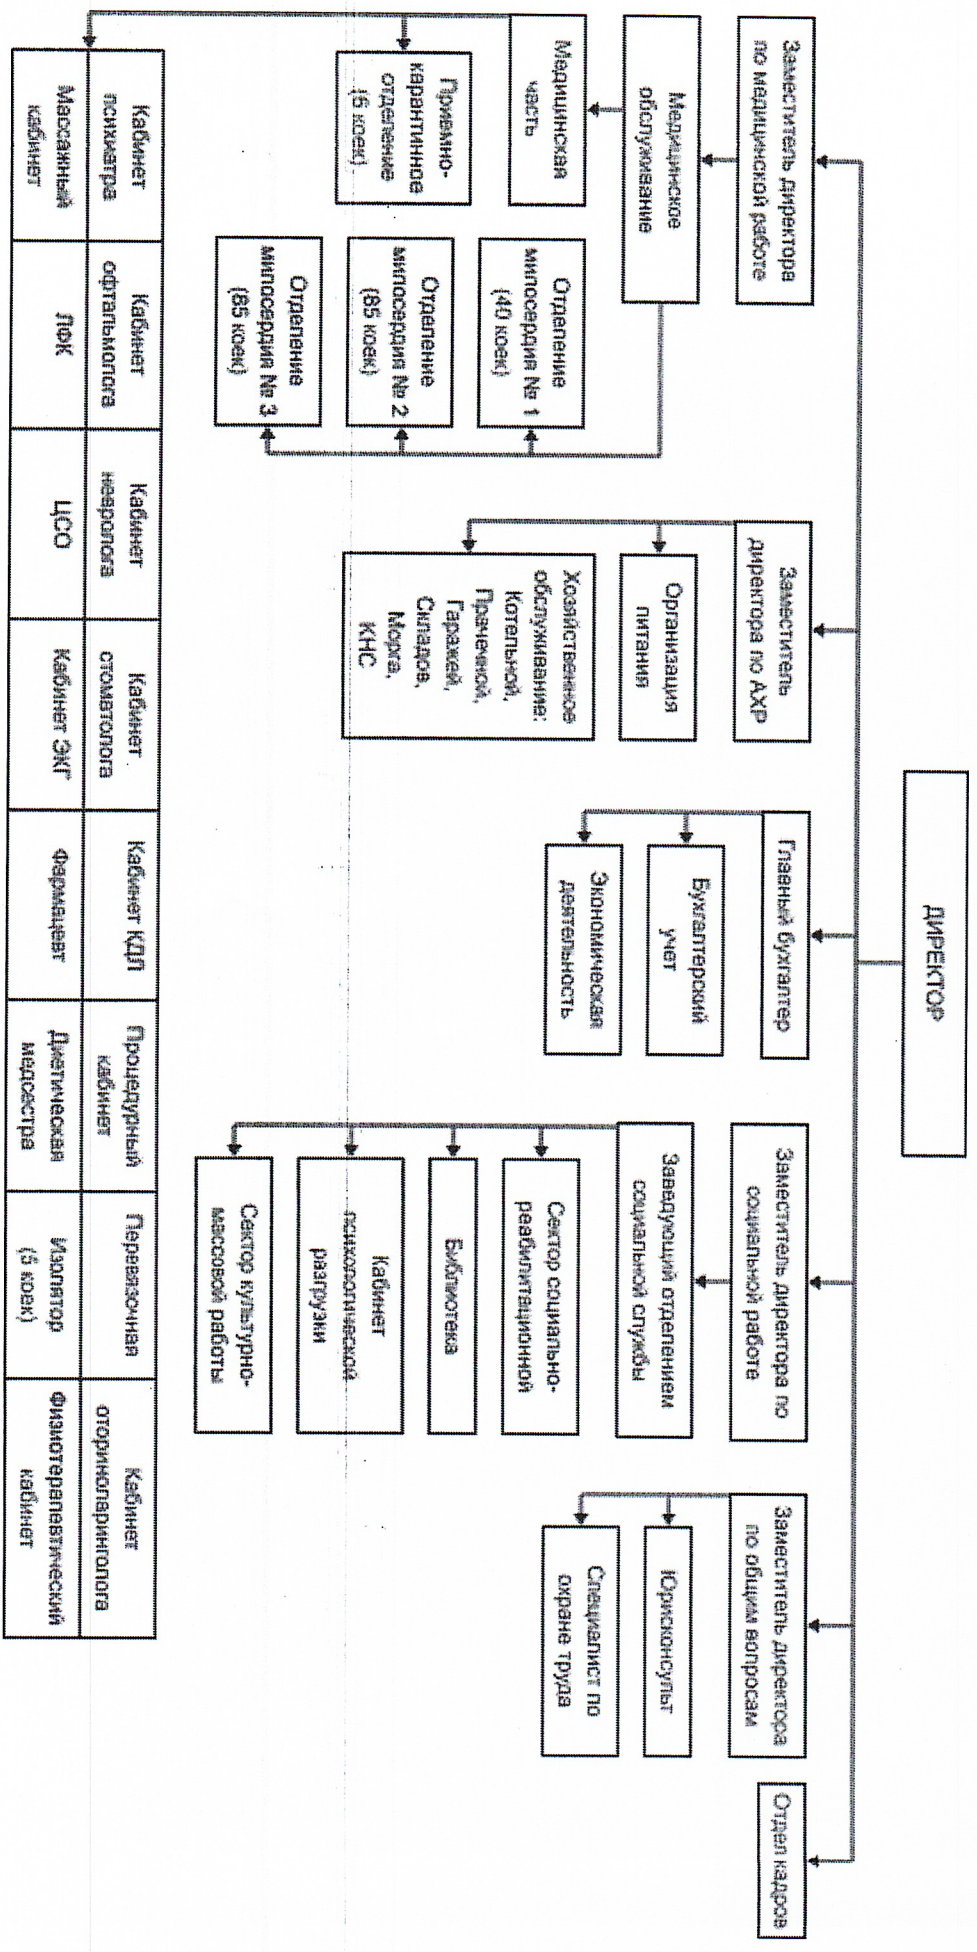 ДИРЕКТОР
Заместитель директора
по медицинской работе
Медицинское
обслуживание
Медицинская
часть
Приемно-
карантинное
отделение
(6 коек)
Отделение
милосердия № 1
(40 коек)
Отделение
милосердия № 2
(85 коек)
Отделение
милосердия № 3
(85 коек)
Заместитель
директора по АХР
Организация
питания
Хозяйственное
обслуживание:
Котельной,
Прачечной,
Гаражей,
Складов,
Морга,
КНС
Главный бухгалтер
Бухгалтерский
учет
Экономическая
деятельность
Заместитель директора по
социальной работе
Заведующий отделением
социальной службы
Сектор социально-
реабилитационной
Библиотека
Кабинет
психологической
разгрузки
Сектор культурно-
массовой работы
Заместитель директора
по общим вопросам
Юрисконсульт
Специалист по
охране труда
Отдел кадров
Кабинет
психиатра
Кабинет
офтальмолога
Кабинет
невролога
Кабинет
стоматолога
Кабинет КДЛ
Процедурный
кабинет
Перевязочная
Кабинет
оториноларинголога
Массажный
кабинет
ЛФК
ЦСО
Кабинет ЭКГ
Фармацевт
Диетическая
медсестра
Изолятор
(5 коек)
Физиотерапевтический
кабинет